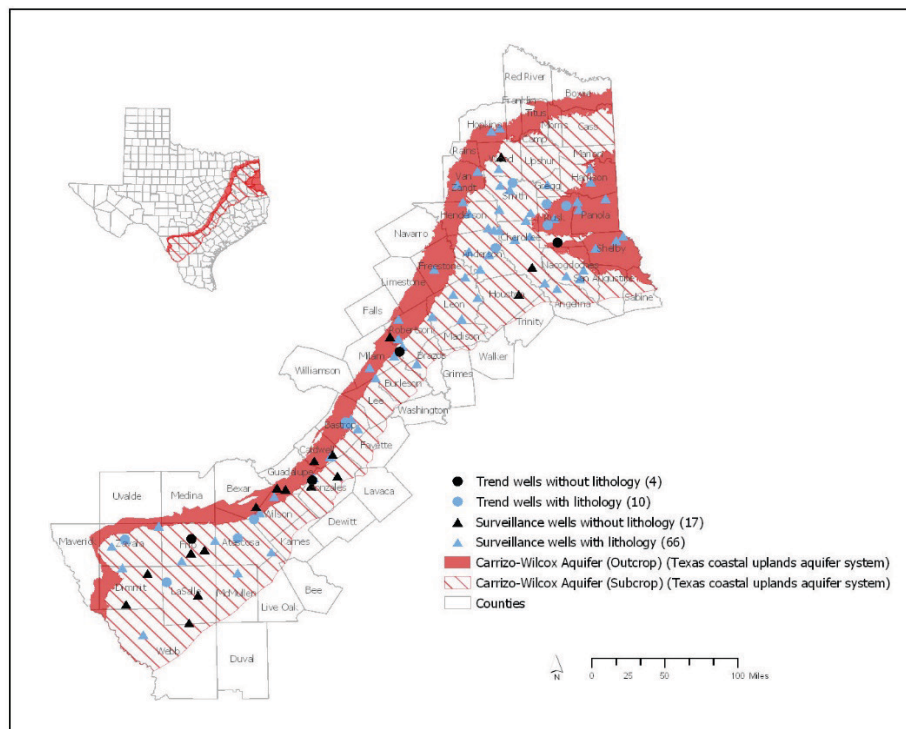 Red River
Franklin
Bowie
Titus
Hopkins
Morris
Cass
Camp
Rains
Upshur
Marion
Van
Zandt
Gregg
Harrison
Smith
Henderson
Rusk
Panola
Navarro
Cherokee
Anderson
Shelby
Freestone
Nacogdoches
Limestone
San Augustine
Houston
Leon
Angelina
Sabine
Falls
Trinity
Robertson
Madison
Milam
Brazos
Walker
Williamson
Grimes
Burleson
Lee
Washington
Bastrop
Fayette
Caldwell
Guadalupe
Gonzales
Lavaca
Bexar
Medina
Uvalde
Wilson
Dewitt
Maverick
Zavala
Frio
Atascosa
Karnes
Dimmit
LaSalle
McMullen
Live Oak
Bee
Webb
Duval
Trend wells without lithology (4)
Trend wells with lithology (10)
Surveillance wells without lithology (17)
Surveillance wells with lithology (66)
Carrizo-Wilcox Aquifer (Outcrop) (Texas coastal uplands aquifer system)
Carrizo-Wilcox Aquifer (Subcrop) (Texas coastal uplands aquifer system)
Counties
N
0 25 50 100 Miles